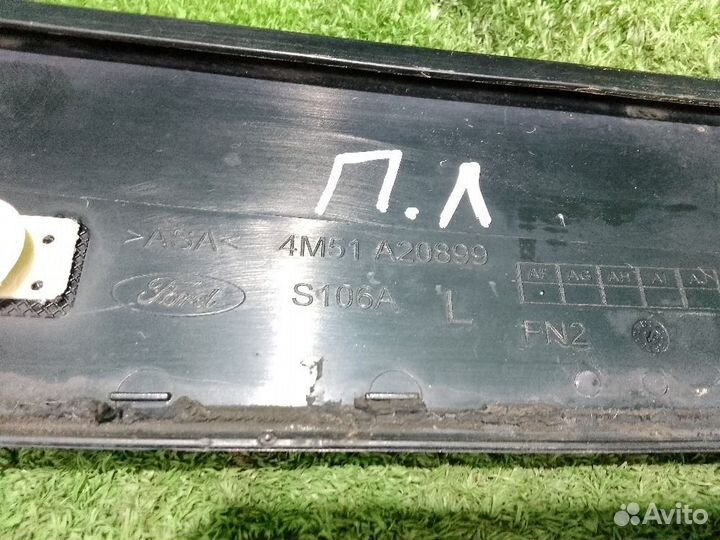 П.Л
>ASA< 4M51 A20899
Ford S106A L
AF AG AH AI AJ
FN2
Avito